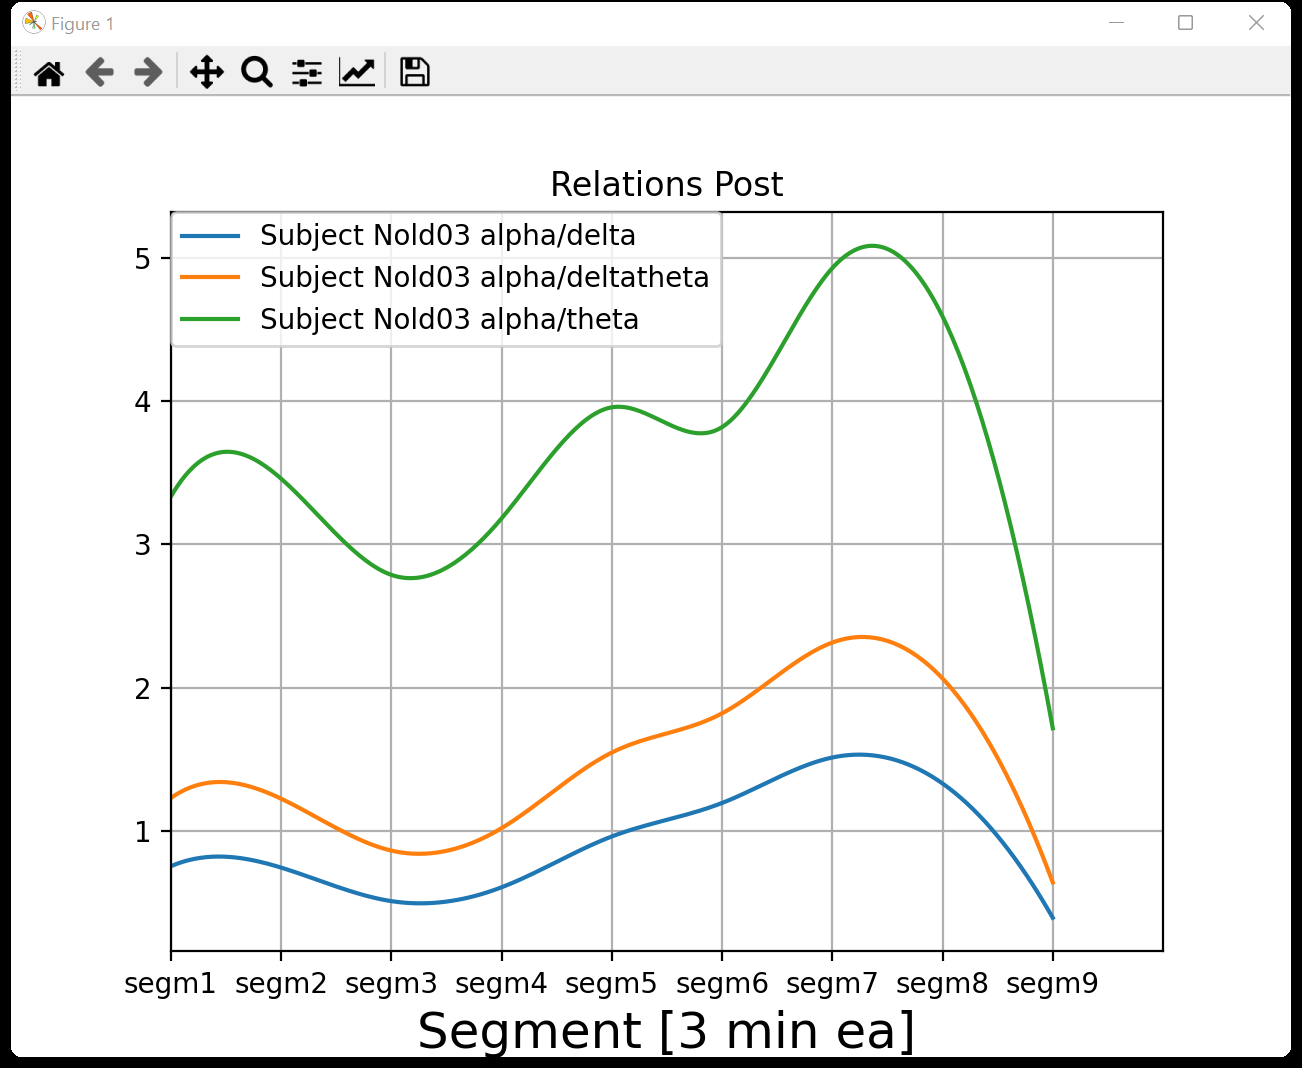 Figure 1
Relations Post
Subject Nold03 alpha/delta
Subject Nold03 alpha/deltatheta
Subject Nold03 alpha/theta
5
4
3
2
1
segm1 segm2 segm3 segm4 segm5 segm6 segm7 segm8 segm9
Segment [3 min ea]